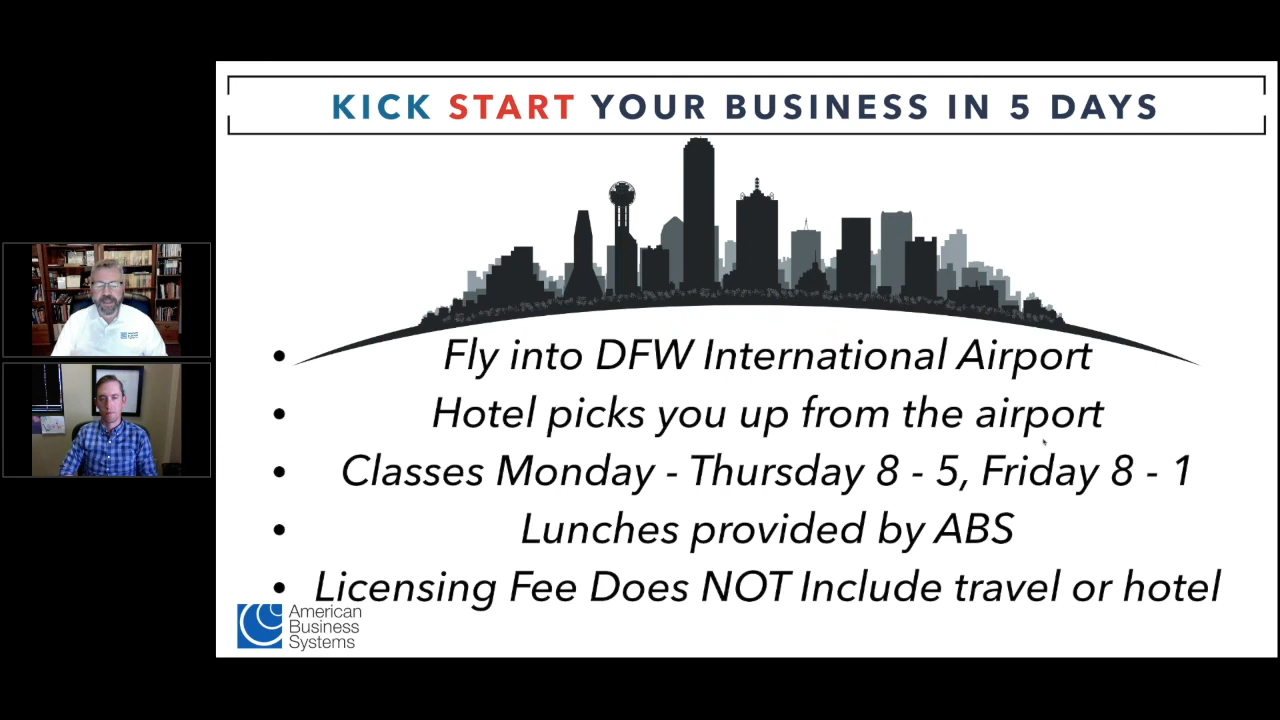 KICK START YOUR BUSINESS IN 5 DAYS
• Fly into DFW International Airport
• Hotel picks you up from the airport
• Classes Monday - Thursday 8 - 5, Friday 8 - 1
• Lunches provided by ABS
• Licensing Fee Does NOT Include travel or hotel
American
Business
Systems